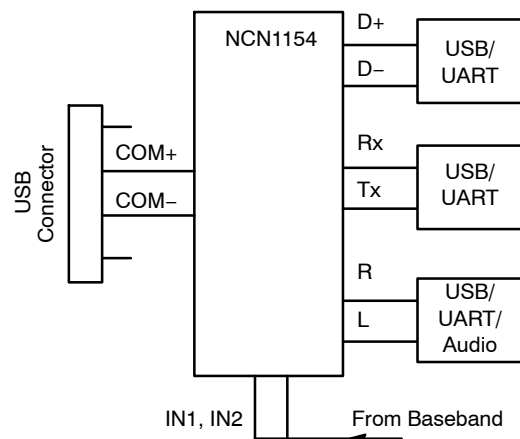 NCN1154
D+
D−
USB/
UART
USB
Connector
COM+
COM−
Rx
Tx
USB/
UART
R
L
USB/
UART/
Audio
IN1, IN2
From Baseband